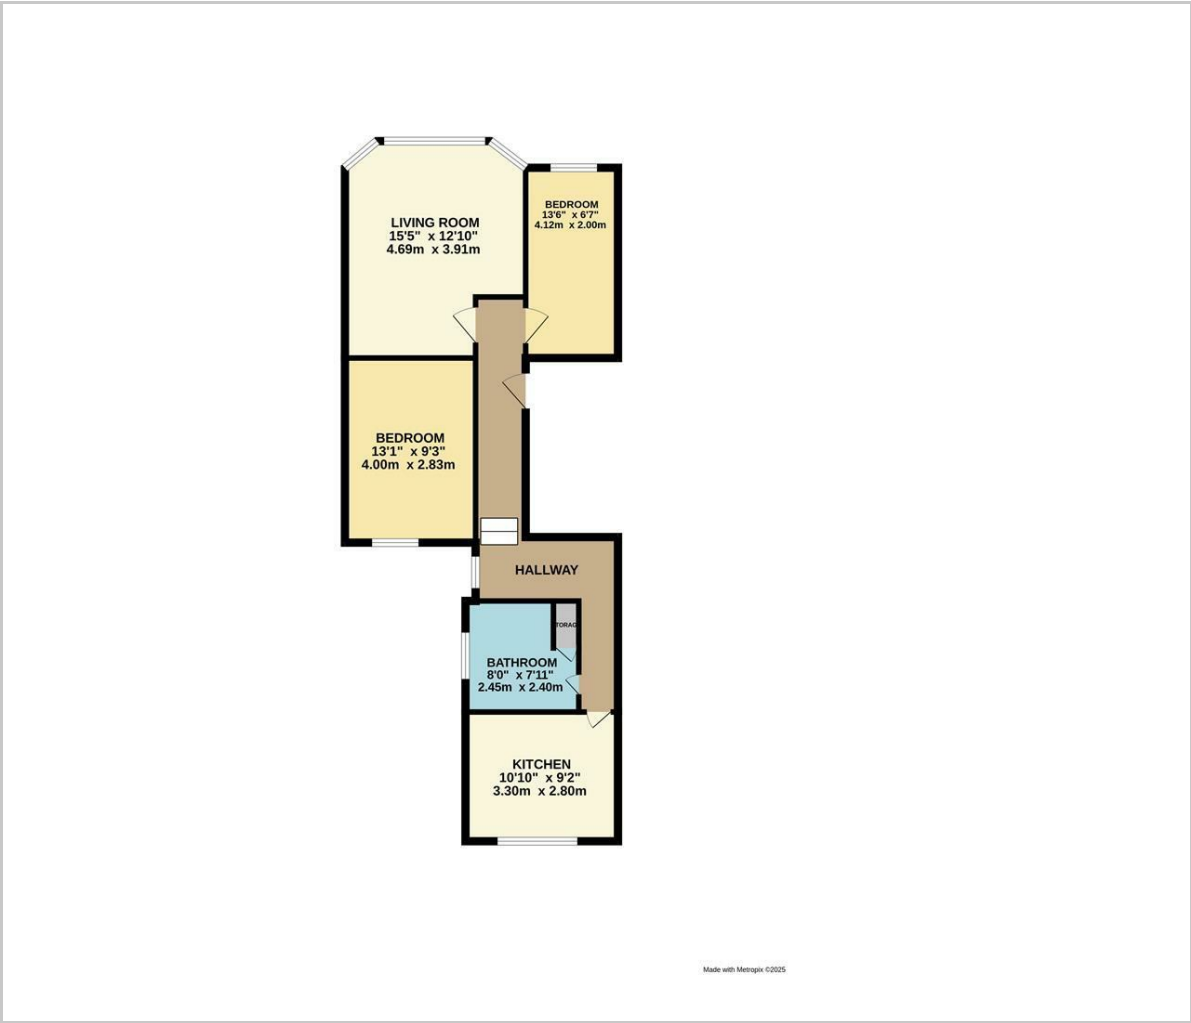 LIVING ROOM
15'5" x 12'10"
4.69m x 3.91m
BEDROOM
13'6" x 6'7"
4.12m x 2.00m
BEDROOM
13'1" x 9'3"
4.00m x 2.83m
HALLWAY
TORAG
BATHROOM
8'0" x 7'11"
2.45m x 2.40m
KITCHEN
10'10" x 9'2"
3.30m x 2.80m
Made with Metropix ©2025